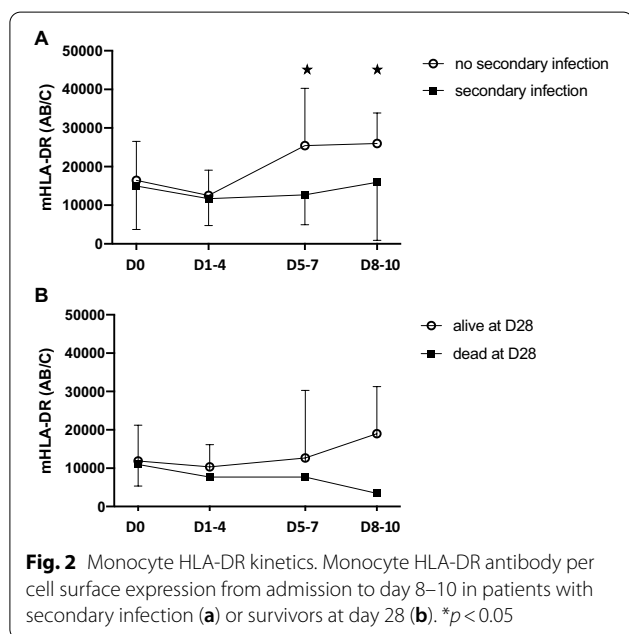 A
50000
40000
30000
20000
10000
0
mHLA-DR (AB/C)
D0 D1-4 D5-7 D8-10
★ ★
no secondary infection
secondary infection
B
50000
40000
30000
20000
10000
0
mHLA-DR (AB/C)
D0 D1-4 D5-7 D8-10
alive at D28
dead at D28
Fig. 2 Monocyte HLA-DR kinetics. Monocyte HLA-DR antibody per
cell surface expression from admission to day 8–10 in patients with
secondary infection (a) or survivors at day 28 (b). *p < 0.05